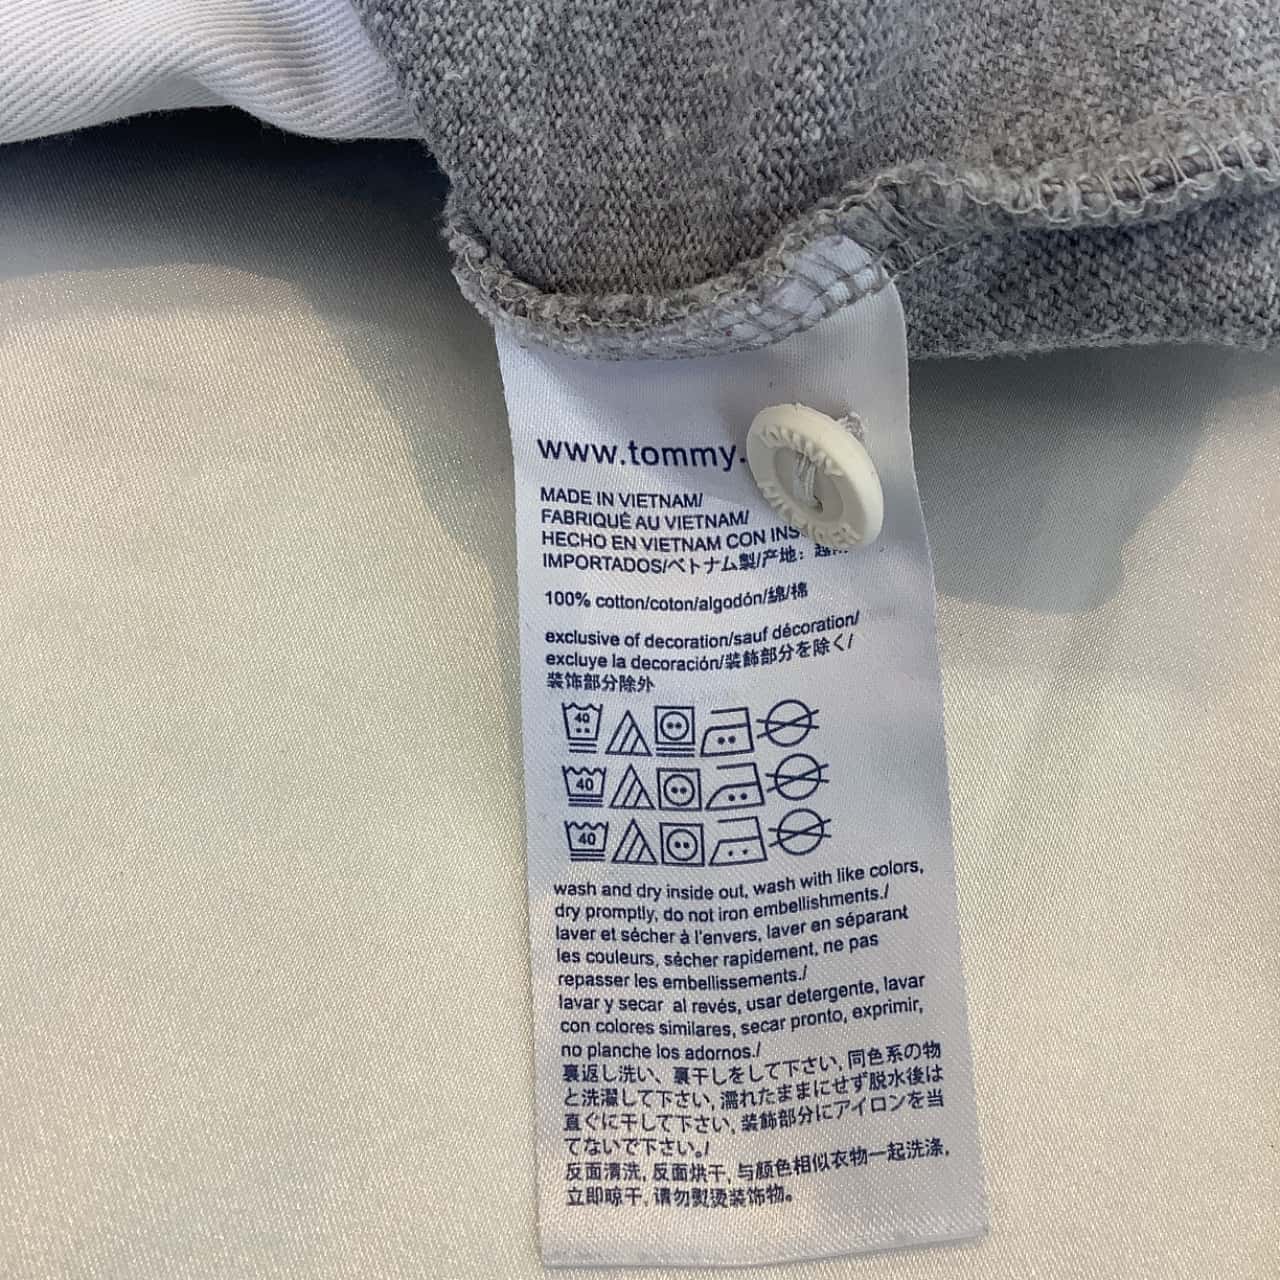 www.tommy.
TOMMY
HILFIGER
MADE IN VIETNAM/
FABRIQUÉ AU VIETNAM/
HECHO EN VIETNAM CON INS
IMPORTADOS/ベトナム製/产地: 越
100% cotton/coton/algodón/綿/棉
exclusive of decoration/sauf décoration/
excluye la decoración/装飾部分を除く/
装饰部分除外
40
40
40
wash and dry inside out, wash with like colors,
dry promptly, do not iron embellishments./
laver et sécher à l'envers, laver en séparant
les couleurs, sécher rapidement, ne pas
repasser les embellissements./
lavar y secar al revés, usar detergente, lavar
con colores similares, secar pronto, exprimir,
no planche los adornos./
裏返し洗い、裏干しをして下さい, 同色系の物
と洗濯して下さい, 濡れたままにせず脱水後は
直ぐに干して下さい, 装飾部分にアイロンを当
てないで下さい。/
反面清洗, 反面烘干, 与颜色相似衣物一起洗涤,
立即晾干, 请勿熨烫装饰物。